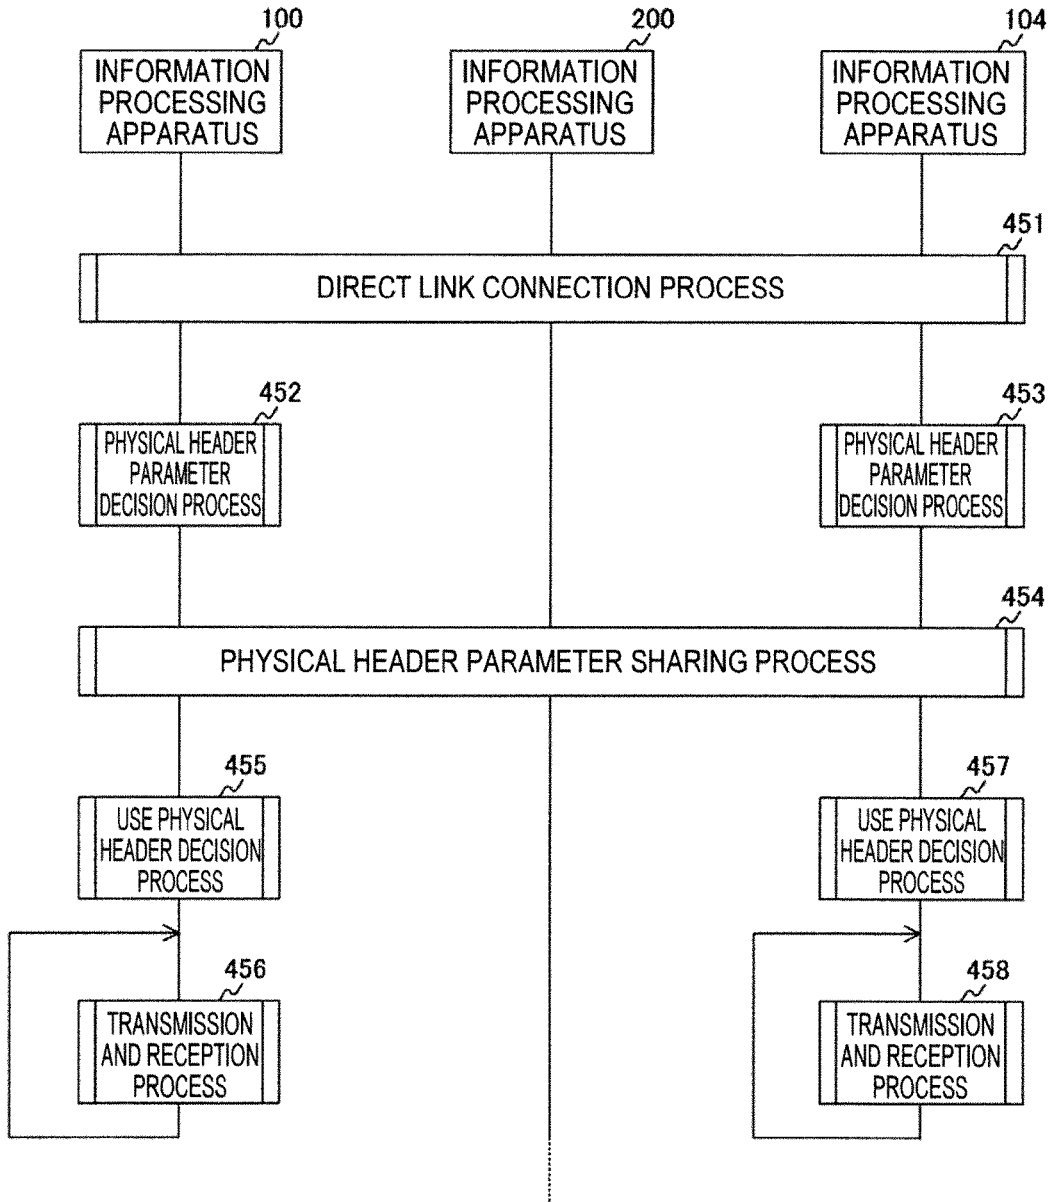 100
200
104
INFORMATION
PROCESSING
APPARATUS
INFORMATION
PROCESSING
APPARATUS
INFORMATION
PROCESSING
APPARATUS
451
DIRECT LINK CONNECTION PROCESS
452
PHYSICAL HEADER
PARAMETER
DECISION PROCESS
453
PHYSICAL HEADER
PARAMETER
DECISION PROCESS
454
PHYSICAL HEADER PARAMETER SHARING PROCESS
455
USE PHYSICAL
HEADER DECISION
PROCESS
457
USE PHYSICAL
HEADER DECISION
PROCESS
456
TRANSMISSION
AND RECEPTION
PROCESS
458
TRANSMISSION
AND RECEPTION
PROCESS